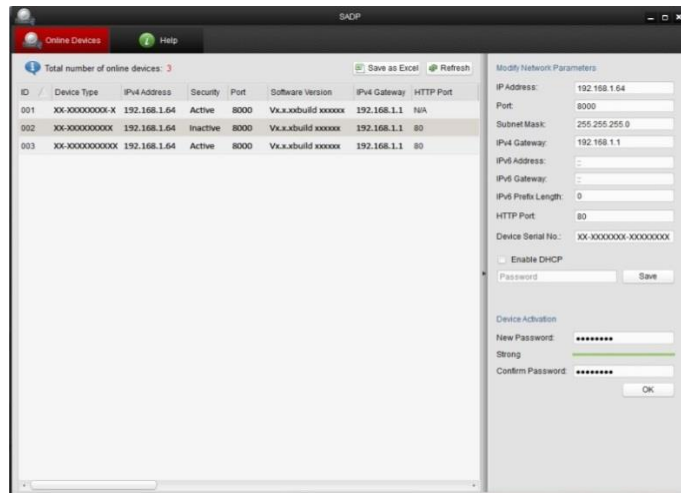 SADP
Online Devices Help
Total number of online devices: 3 Save as Excel Refresh
ID Device Type IPv4 Address Security Port Software Version IPv4 Gateway HTTP Port
001 XX-XXXXXXXX-X 192.168.1.64 Active 8000 Vx.x.xxbuild xxxxxx 192.168.1.1 N/A
002 XX-XXXXXXXXX 192.168.1.64 Inactive 8000 Vx.x.xxbuild xxxxxx 192.168.1.1 80
003 XX-XXXXXXXXXX 192.168.1.64 Active 8000 Vx.x.xxbuild xxxxxx 192.168.1.1 80
Modify Network Parameters
IP Address: 192.168.1.64
Port: 8000
Subnet Mask: 255.255.255.0
IPv4 Gateway: 192.168.1.1
IPv6 Address: ::
IPv6 Gateway: ::
IPv6 Prefix Length: 0
HTTP Port: 80
Device Serial No.: XX-XXXXXXX-XXXXXXXX
Enable DHCP
Password Save
Device Activation
New Password: ●●●●●●●●
Strong
Confirm Password: ●●●●●●●●
OK